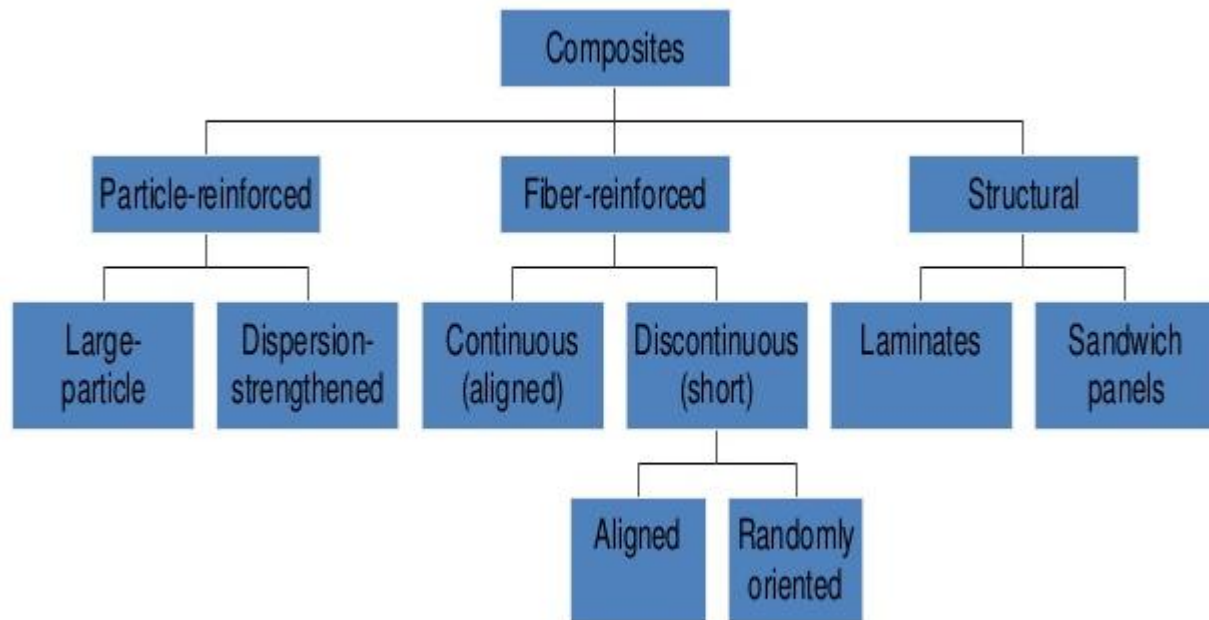 Composites
Particle-reinforced
Fiber-reinforced
Structural
Large-
particle
Dispersion-
strengthened
Continuous
(aligned)
Discontinuous
(short)
Laminates
Sandwich
panels
Aligned
Randomly
oriented